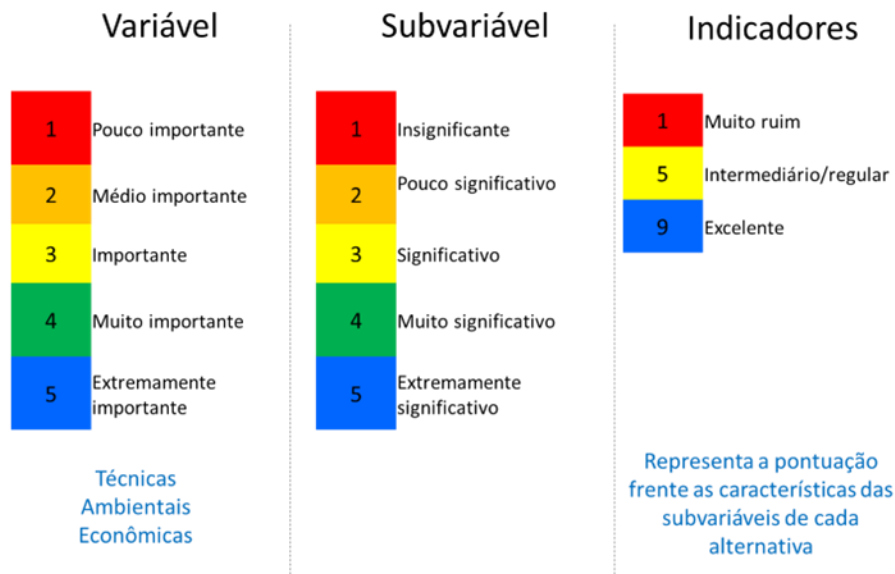 Variável
1
Pouco importante
2
Médio importante
3
Importante
4
Muito importante
5
Extremamente
importante
Técnicas
Ambientais
Econômicas
Subvariável
1
Insignificante
2
Pouco significativo
3
Significativo
4
Muito significativo
5
Extremamente
significativo
Indicadores
1
Muito ruim
5
Intermediário/regular
9
Excelente
Representa a pontuação
frente as características das
subvariáveis de cada
alternativa